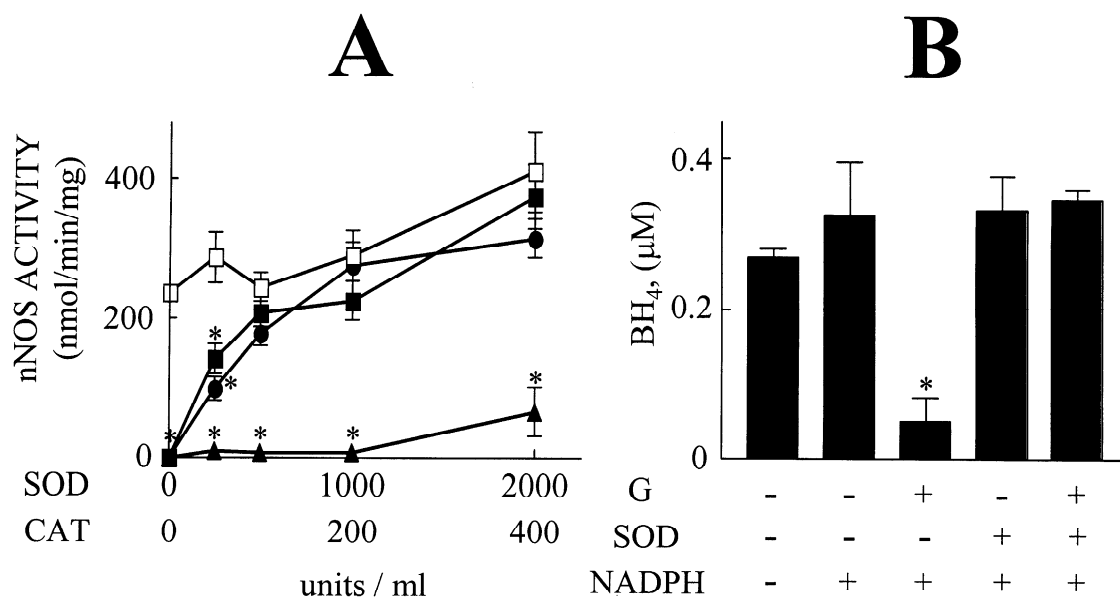 A
B
nNOS ACTIVITY
(nmol/min/mg)
400
200
0
* * * * * * *
SOD 0 1000 2000
CAT 0 200 400
units / ml
BH4, (μM)
0.4
0.2
0
*
G - - + - +
SOD - - - + +
NADPH - + + + +